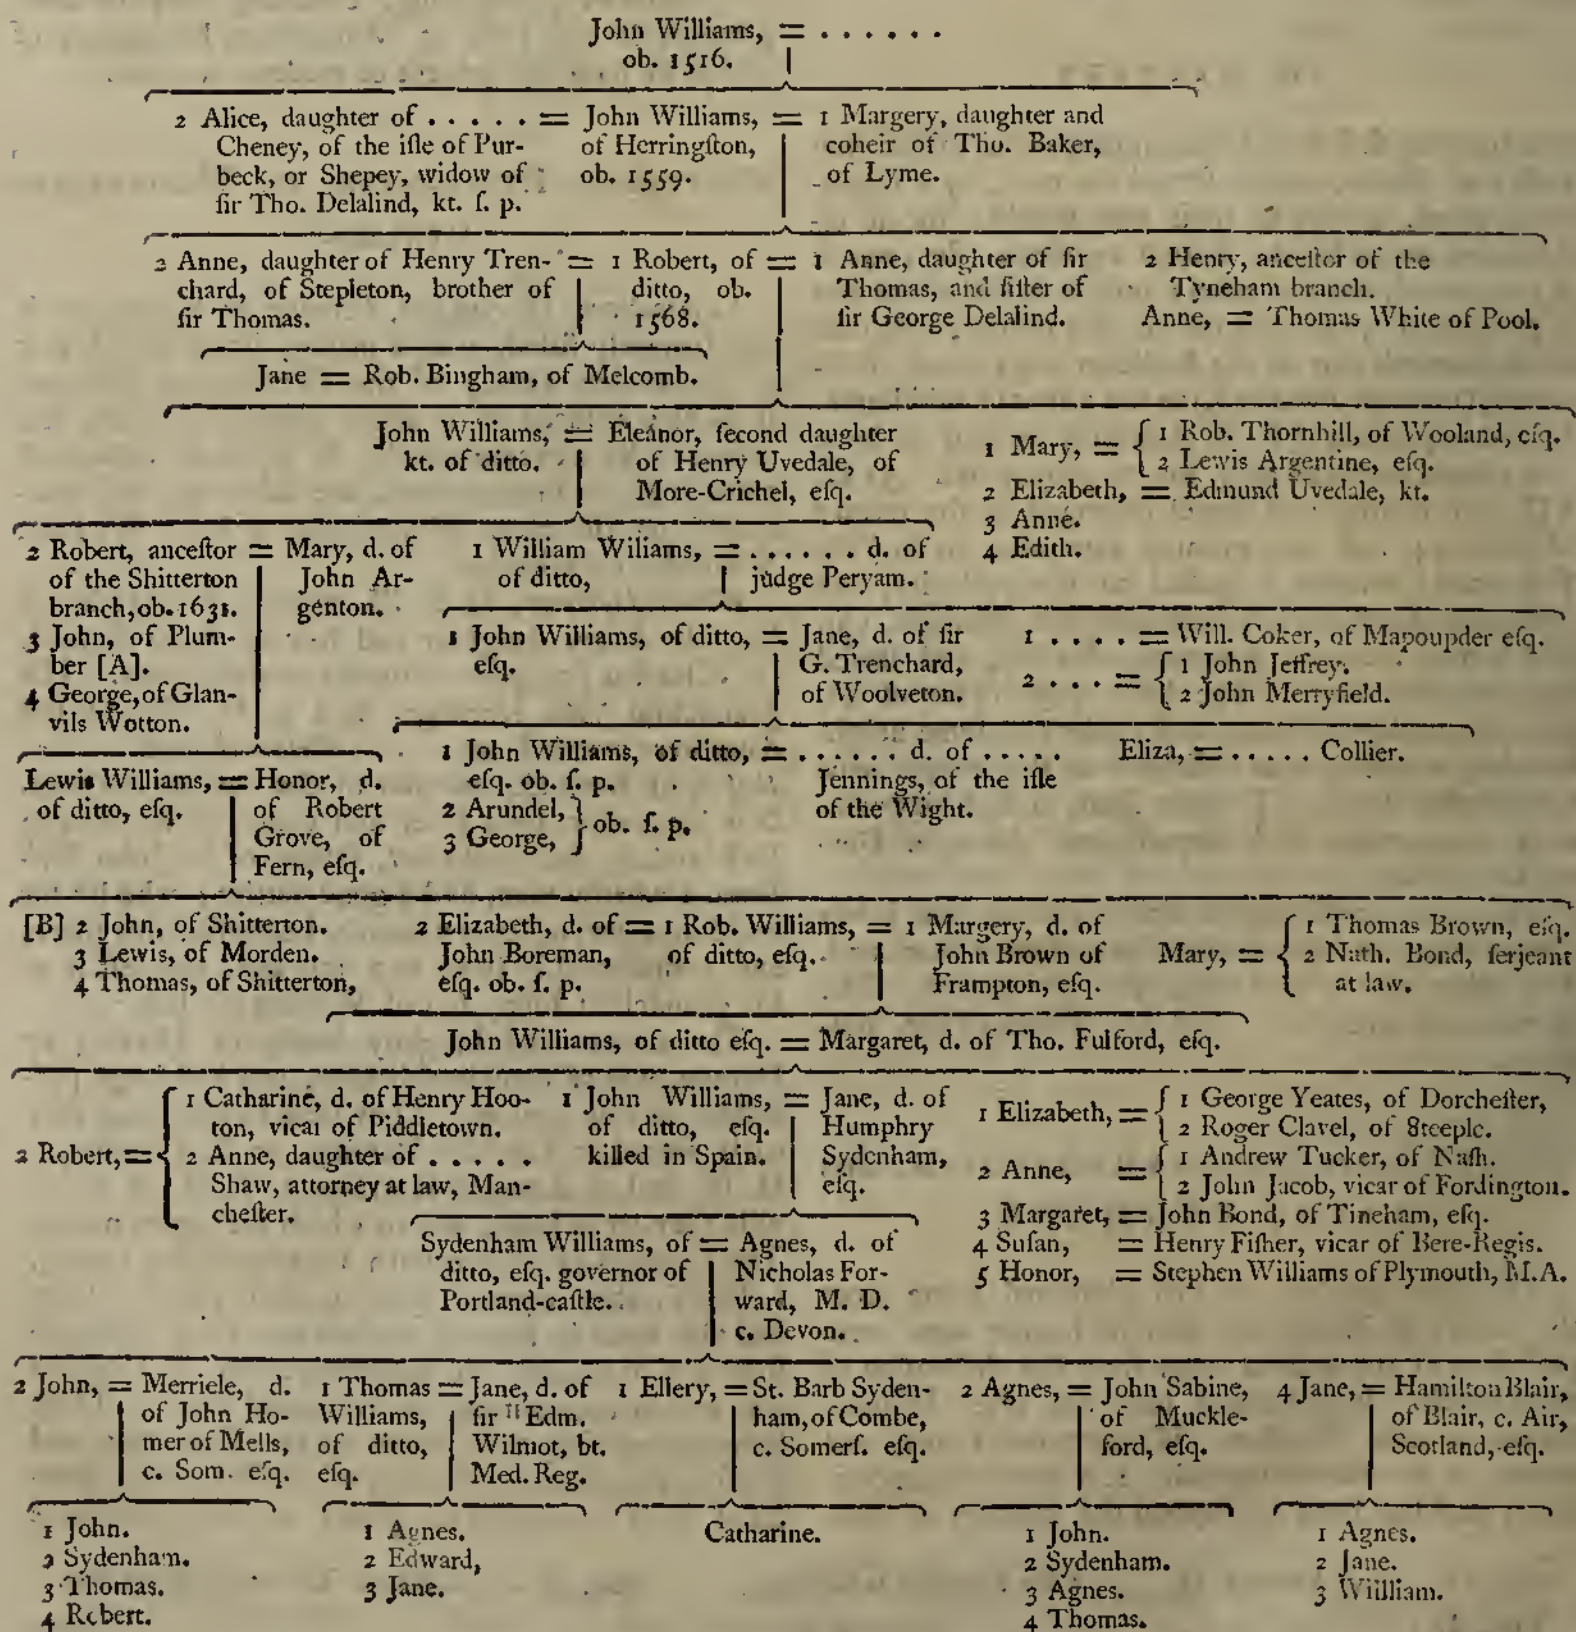 John Williams, = . . . . . .
ob. 1516.
2 Alice, daughter of . . . . . = John Williams, = 1 Margery, daughter and
Cheney, of the iſle of Pur- of Herringſton, coheir of Tho. Baker,
beck, or Shepey, widow of ob. 1559. of Lyme.
ſir Tho. Delalind, kt. ſ. p.
2 Anne, daughter of Henry Tren- = 1 Robert, of = 1 Anne, daughter of ſir 2 Henry, anceſtor of the
chard, of Stepleton, brother of ditto, ob. Thomas, and ſiſter of Tyneham branch.
ſir Thomas. 1568. ſir George Delalind. Anne, = Thomas White of Pool.
Jane = Rob. Bingham, of Melcomb.
John Williams, = Eleanor, ſecond daughter 1 Mary, = { 1 Rob. Thornhill, of Wooland, eſq.
kt. of ditto. of Henry Uvedale, of 2 Lewis Argentine, eſq.
More-Crichel, eſq. 2 Elizabeth, = Edmund Uvedale, kt.
3 Anne.
2 Robert, anceſtor = Mary, d. of 1 William Wiliams, = . . . . . . d. of 4 Edith.
of the Shitterton John Ar- of ditto, judge Peryam.
branch, ob. 1631. genton.
3 John, of Plum- 1 John Williams, of ditto, = Jane, d. of ſir 1 . . . . = Will. Coker, of Mapoupder eſq.
ber [A]. eſq. G. Trenchard, 2 . . . = { 1 John Jeffrey.
4 George, of Glan- of Woolveton. 2 John Merryfield.
vils Wotton.
1 John Williams, of ditto, = . . . . . . d. of . . . . . Eliza, = . . . . . Collier.
Lewis Williams, = Honor, d. eſq. ob. ſ. p. Jennings, of the iſle
of ditto, eſq. of Robert 2 Arundel, } ob. ſ. p. of the Wight.
Grove, of 3 George,
Fern, eſq.
[B] 2 John, of Shitterton. 2 Elizabeth, d. of = 1 Rob. Williams, = 1 Margery, d. of Mary, = { 1 Thomas Brown, eſq.
3 Lewis, of Morden. John Boreman, of ditto, eſq. John Brown of 2 Nath. Bond, ſerjeant
4 Thomas, of Shitterton, eſq. ob. ſ. p. Frampton, eſq. at law.
John Williams, of ditto eſq. = Margaret, d. of Tho. Fulford, eſq.
2 Robert, = { 1 Catharine, d. of Henry Hoo- 1 John Williams, = Jane, d. of 1 Elizabeth, = { 1 George Yeates, of Dorcheſter,
ton, vicar of Piddletown. of ditto, eſq. Humphry 2 Roger Clavel, of Steeple.
2 Anne, daughter of . . . . . killed in Spain. Sydenham, 2 Anne, = { 1 Andrew Tucker, of Naſh.
Shaw, attorney at law, Man- eſq. 2 John Jacob, vicar of Fordington.
cheſter. 3 Margaret, = John Bond, of Tineham, eſq.
Sydenham Williams, of = Agnes, d. of 4 Suſan, = Henry Fiſher, vicar of Bere-Regis.
ditto, eſq. governor of Nicholas For- 5 Honor, = Stephen Williams of Plymouth, M.A.
Portland-caſtle. ward, M. D.
c. Devon.
2 John, = Merriele, d. 1 Thomas = Jane, d. of 1 Ellery, = St. Barb Syden- 2 Agnes, = John Sabine, 4 Jane, = Hamilton Blair,
of John Ho- Williams, ſir Edm. ham, of Combe, of Muckle- of Blair, c. Air,
mer of Mells, of ditto, Wilmot, bt. c. Somerſ. eſq. ford, eſq. Scotland, eſq.
c. Som. eſq. eſq. Med. Reg.
1 John. 1 Agnes. Catharine. 1 John. 1 Agnes.
2 Sydenham. 2 Edward, 2 Sydenham. 2 Jane.
3 Thomas. 3 Jane. 3 Agnes. 3 Wiilliam.
4 Robert. 4 Thomas.